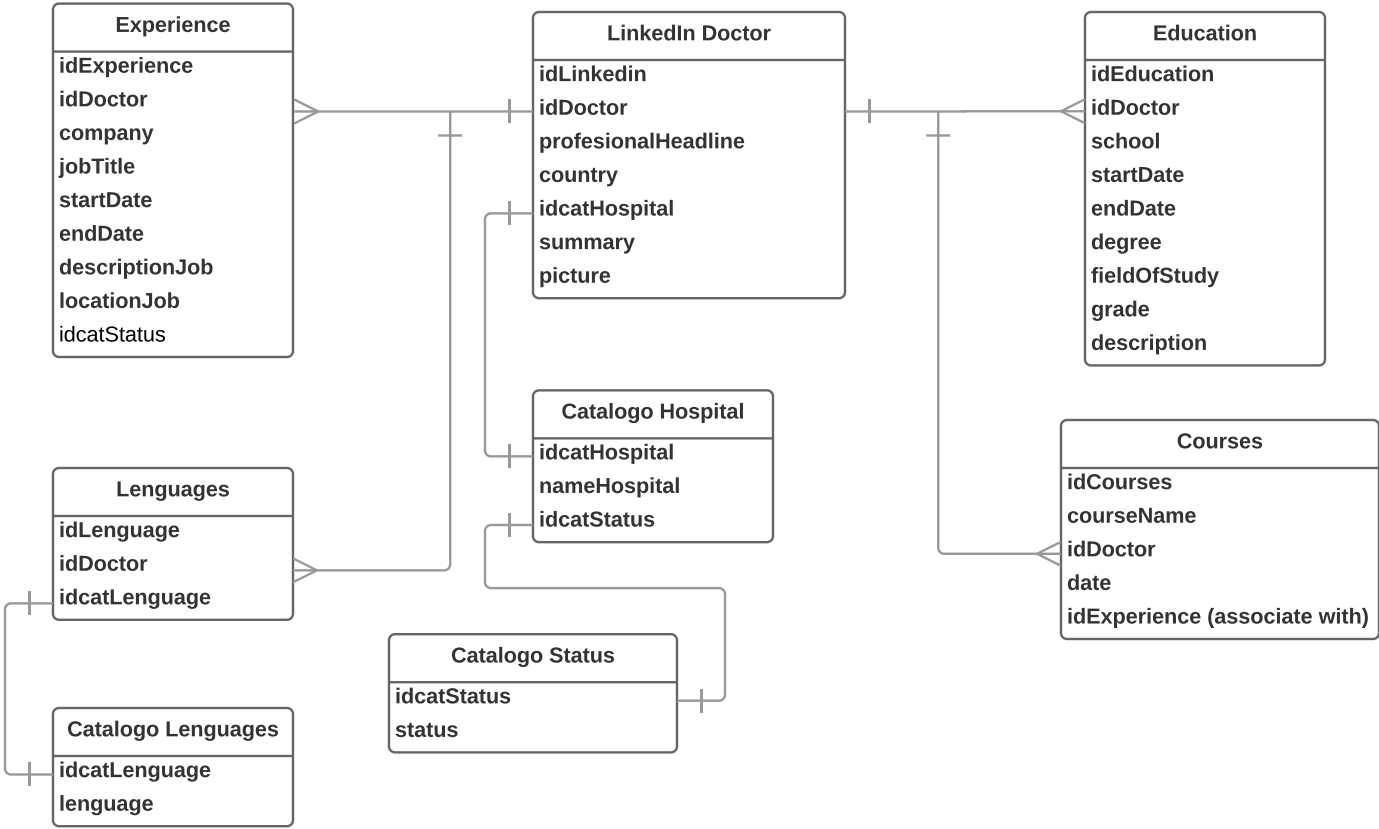 Experience
idExperience
idDoctor
company
jobTitle
startDate
endDate
descriptionJob
locationJob
idcatStatus
LinkedIn Doctor
idLinkedin
idDoctor
profesionalHeadline
country
idcatHospital
summary
picture
Education
idEducation
idDoctor
school
startDate
endDate
degree
fieldOfStudy
grade
description
Catalogo Hospital
idcatHospital
nameHospital
idcatStatus
Courses
idCourses
courseName
idDoctor
date
idExperience (associate with)
Lenguages
idLenguage
idDoctor
idcatLenguage
Catalogo Status
idcatStatus
status
Catalogo Lenguages
idcatLenguage
lenguage